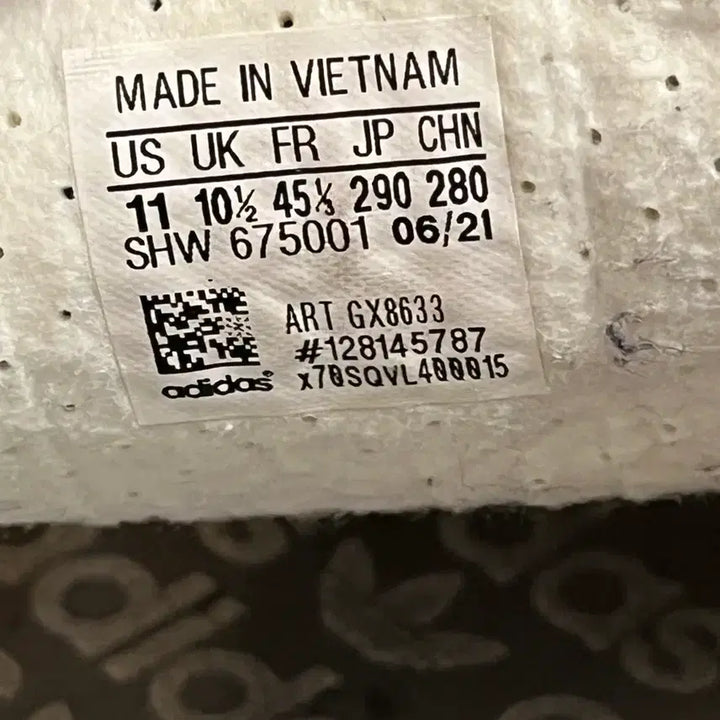 MADE IN VIETNAM
US UK FR JP CHN
11 10½ 45⅓ 290 280
SHW 675001 06/21
ART GX8633
#128145787
x70SQVL400015
adidas®